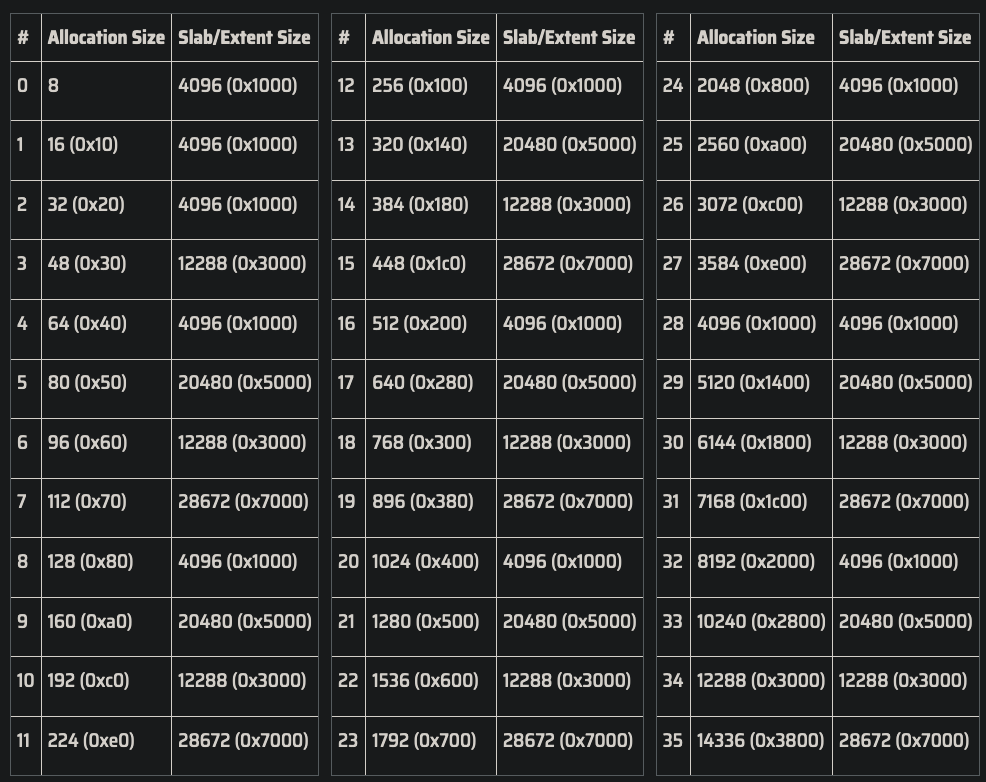 # Allocation Size Slab/Extent Size # Allocation Size Slab/Extent Size # Allocation Size Slab/Extent Size
0 8 4096 (0x1000) 12 256 (0x100) 4096 (0x1000) 24 2048 (0x800) 4096 (0x1000)
1 16 (0x10) 4096 (0x1000) 13 320 (0x140) 20480 (0x5000) 25 2560 (0xa00) 20480 (0x5000)
2 32 (0x20) 4096 (0x1000) 14 384 (0x180) 12288 (0x3000) 26 3072 (0xc00) 12288 (0x3000)
3 48 (0x30) 12288 (0x3000) 15 448 (0x1c0) 28672 (0x7000) 27 3584 (0xe00) 28672 (0x7000)
4 64 (0x40) 4096 (0x1000) 16 512 (0x200) 4096 (0x1000) 28 4096 (0x1000) 4096 (0x1000)
5 80 (0x50) 20480 (0x5000) 17 640 (0x280) 20480 (0x5000) 29 5120 (0x1400) 20480 (0x5000)
6 96 (0x60) 12288 (0x3000) 18 768 (0x300) 12288 (0x3000) 30 6144 (0x1800) 12288 (0x3000)
7 112 (0x70) 28672 (0x7000) 19 896 (0x380) 28672 (0x7000) 31 7168 (0x1c00) 28672 (0x7000)
8 128 (0x80) 4096 (0x1000) 20 1024 (0x400) 4096 (0x1000) 32 8192 (0x2000) 4096 (0x1000)
9 160 (0xa0) 20480 (0x5000) 21 1280 (0x500) 20480 (0x5000) 33 10240 (0x2800) 20480 (0x5000)
10 192 (0xc0) 12288 (0x3000) 22 1536 (0x600) 12288 (0x3000) 34 12288 (0x3000) 12288 (0x3000)
11 224 (0xe0) 28672 (0x7000) 23 1792 (0x700) 28672 (0x7000) 35 14336 (0x3800) 28672 (0x7000)